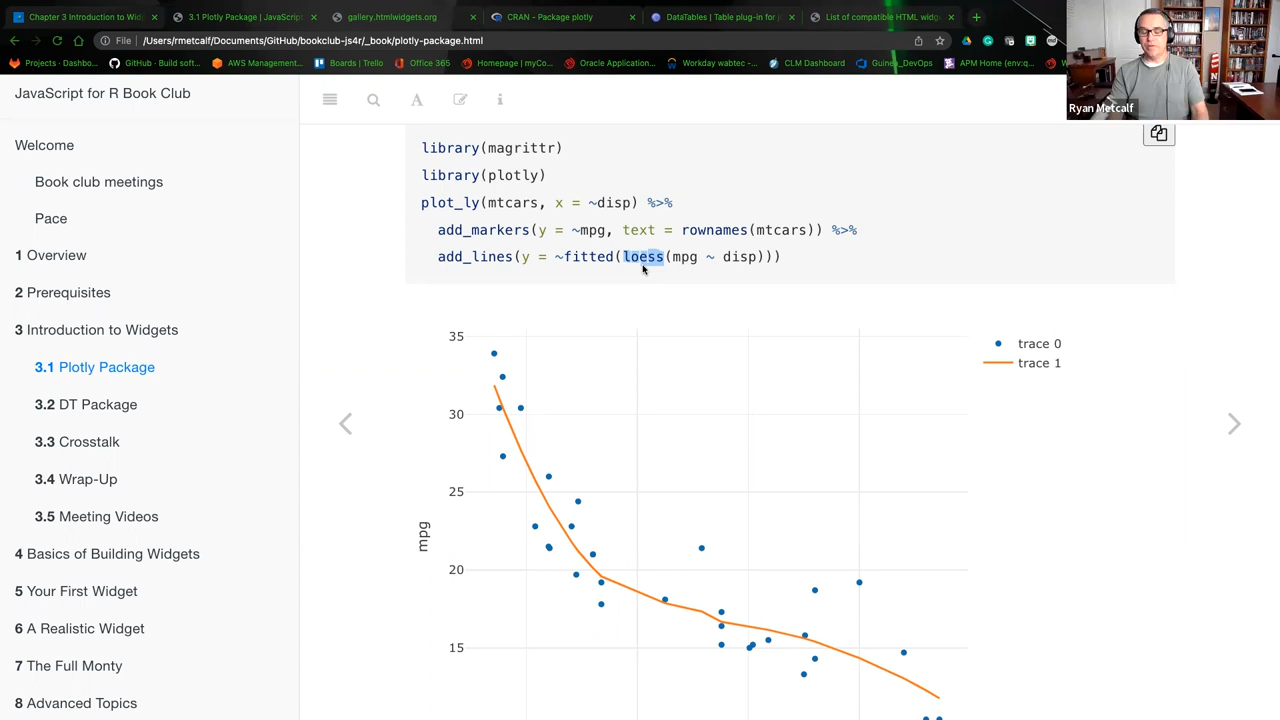 Chapter 3 Introduction to Wid
3.1 Plotly Package | JavaScript
gallery.htmlwidgets.org
CRAN - Package plotly
DataTables | Table plug-in for j
List of compatible HTML widg
File | /Users/rmetcalf/Documents/GitHub/bookclub-js4r/_book/plotly-package.html
Projects - Dashbo...
GitHub - Build soft...
AWS Management...
Boards | Trello
Office 365
Homepage | myCo...
Oracle Application...
Workday wabtec -...
CLM Dashboard
Guinea_DevOps
APM Home (env:q...
Ryan Metcalf
JavaScript for R Book Club
Welcome
Book club meetings
Pace
1 Overview
2 Prerequisites
3 Introduction to Widgets
3.1 Plotly Package
3.2 DT Package
3.3 Crosstalk
3.4 Wrap-Up
3.5 Meeting Videos
4 Basics of Building Widgets
5 Your First Widget
6 A Realistic Widget
7 The Full Monty
8 Advanced Topics
library(magrittr)
library(plotly)
plot_ly(mtcars, x = ~disp) %>%
add_markers(y = ~mpg, text = rownames(mtcars)) %>%
add_lines(y = ~fitted(loess(mpg ~ disp)))
35
30
25
20
15
mpg
trace 0
trace 1